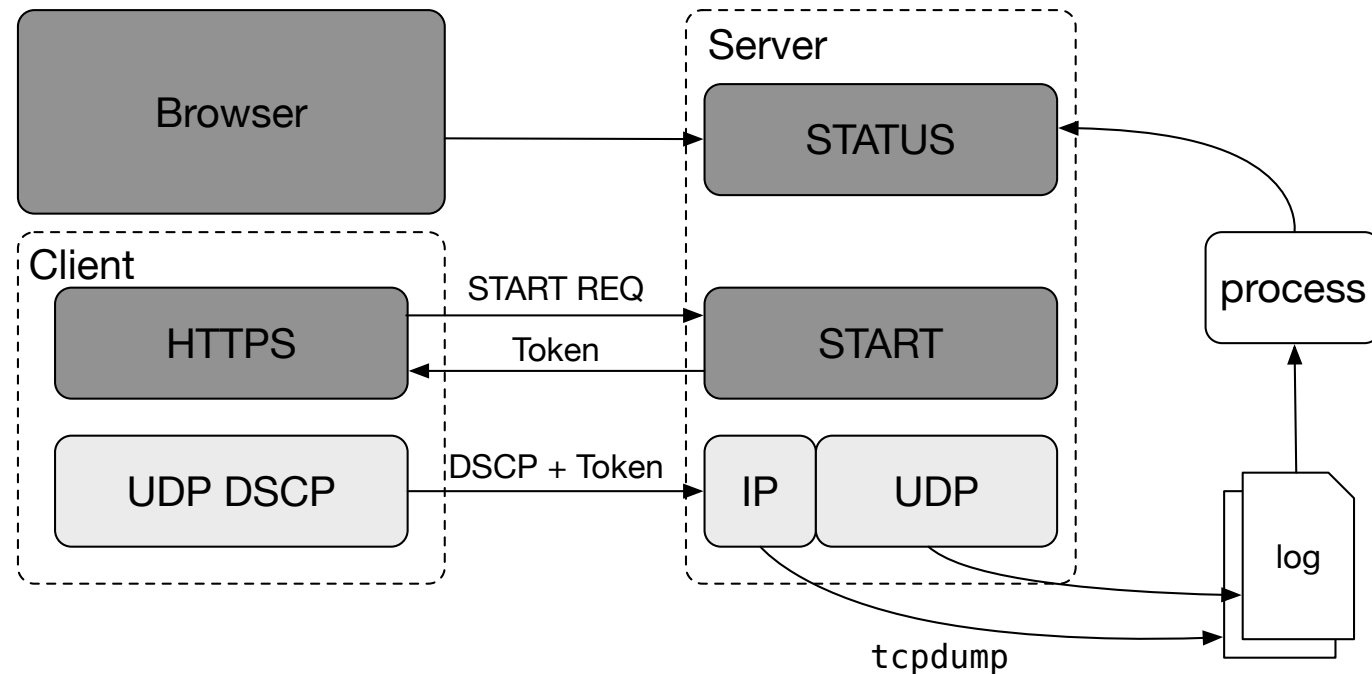 Browser
Server
STATUS
Client
START REQ
process
HTTPS
Token
START
UDP DSCP
DSCP + Token
IP
UDP
log
tcpdump